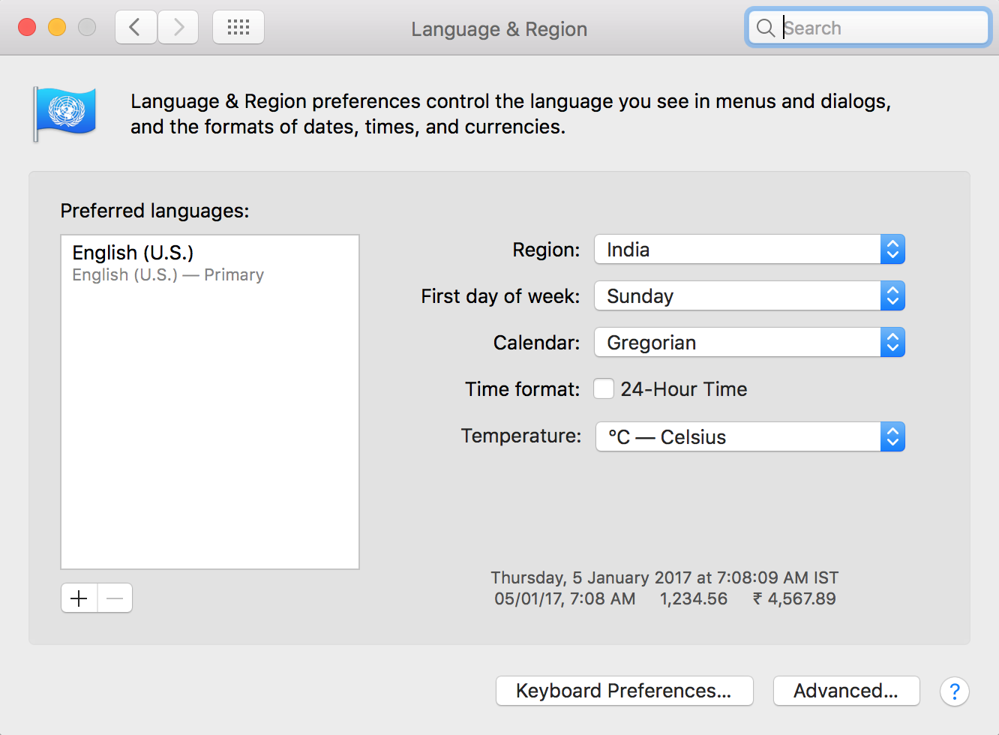 Language & Region
Search
Language & Region preferences control the language you see in menus and dialogs,
and the formats of dates, times, and currencies.
Preferred languages:
English (U.S.)
English (U.S.) — Primary
Region: India
First day of week: Sunday
Calendar: Gregorian
Time format: 24-Hour Time
Temperature: °C — Celsius
Thursday, 5 January 2017 at 7:08:09 AM IST
05/01/17, 7:08 AM 1,234.56 ₹ 4,567.89
Keyboard Preferences... Advanced... ?